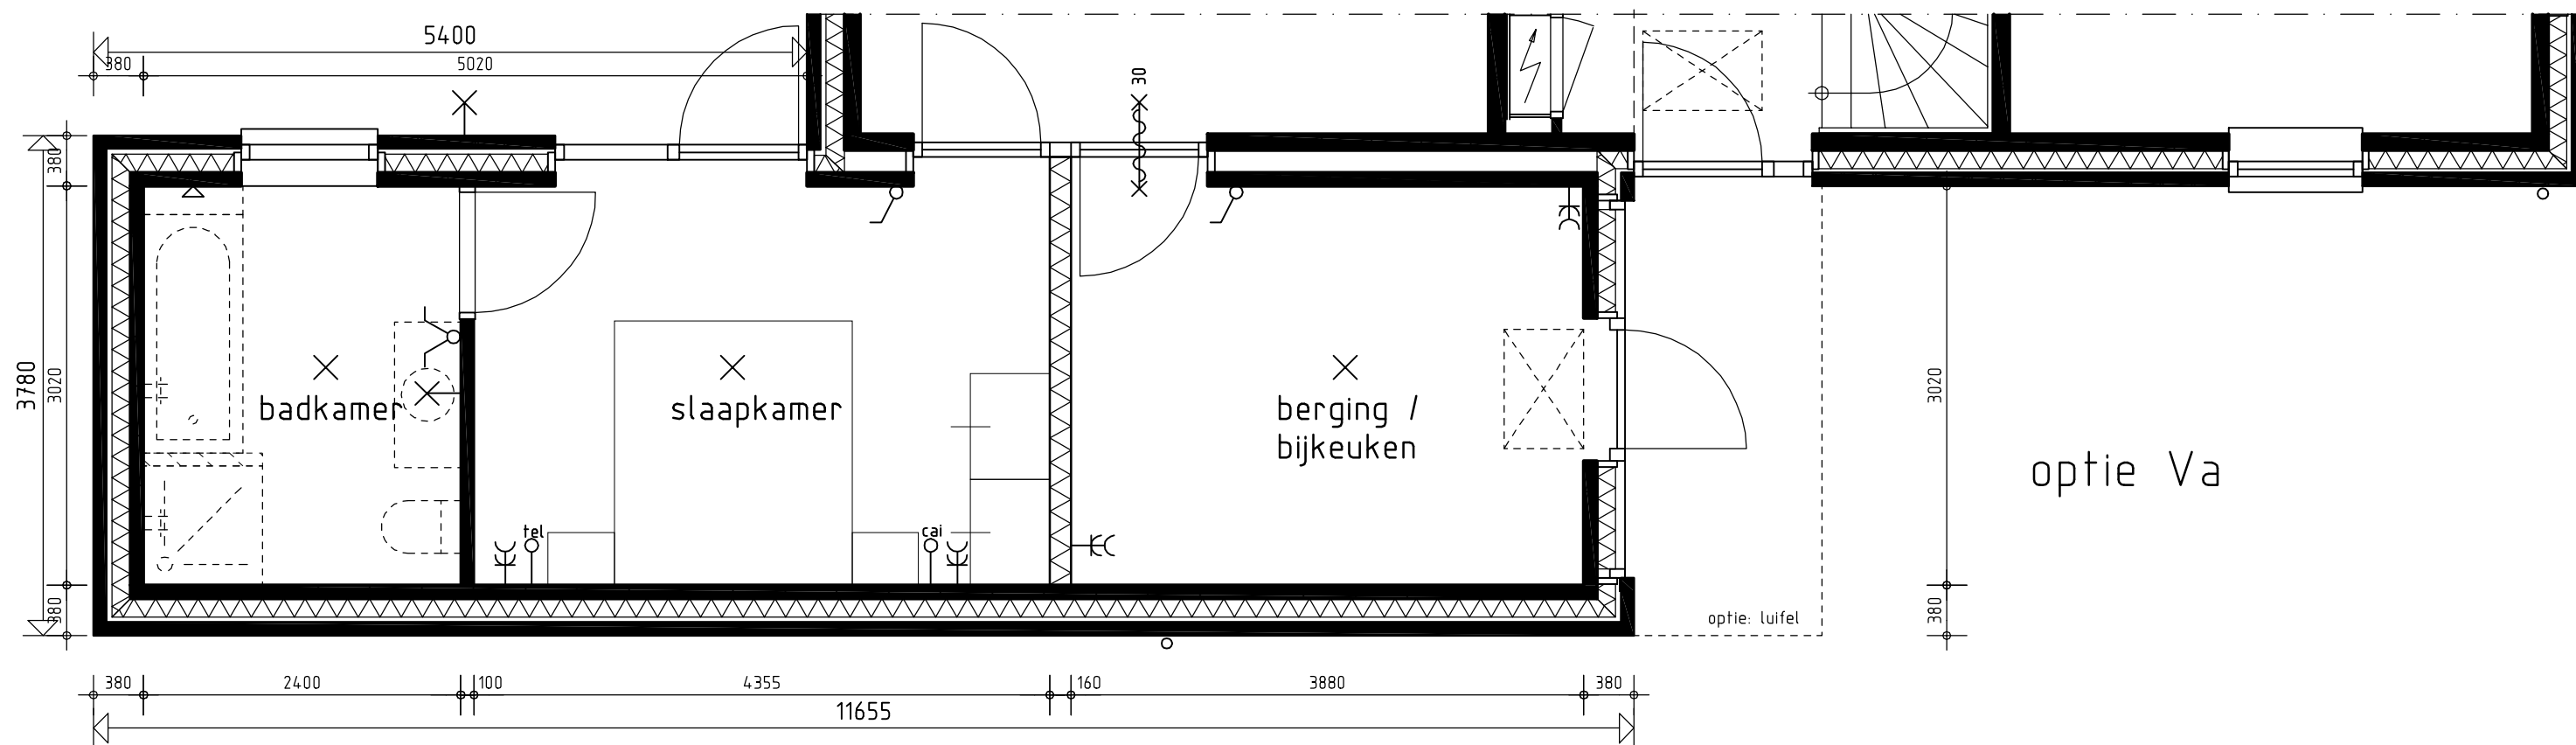 5400
380
5020
30
380
3780
3020
380
badkamer
slaapkamer
berging /
bijkeuken
tel
cai
3020
380
optie Va
optie: luifel
380
2400
100
4355
160
3880
380
11655